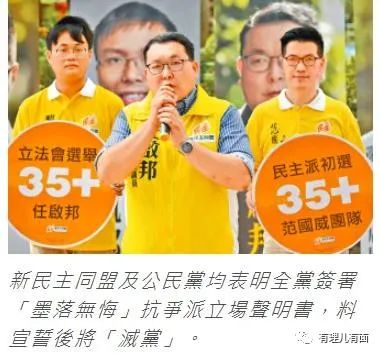 立法會選舉
35+
任啟邦
啟邦
民主派初選
35+
范國威團隊
新民主同盟及公民黨均表明全黨簽署
「墨落無悔」抗爭派立場聲明書，料
宣誓後將「滅黨」。
有理儿有面